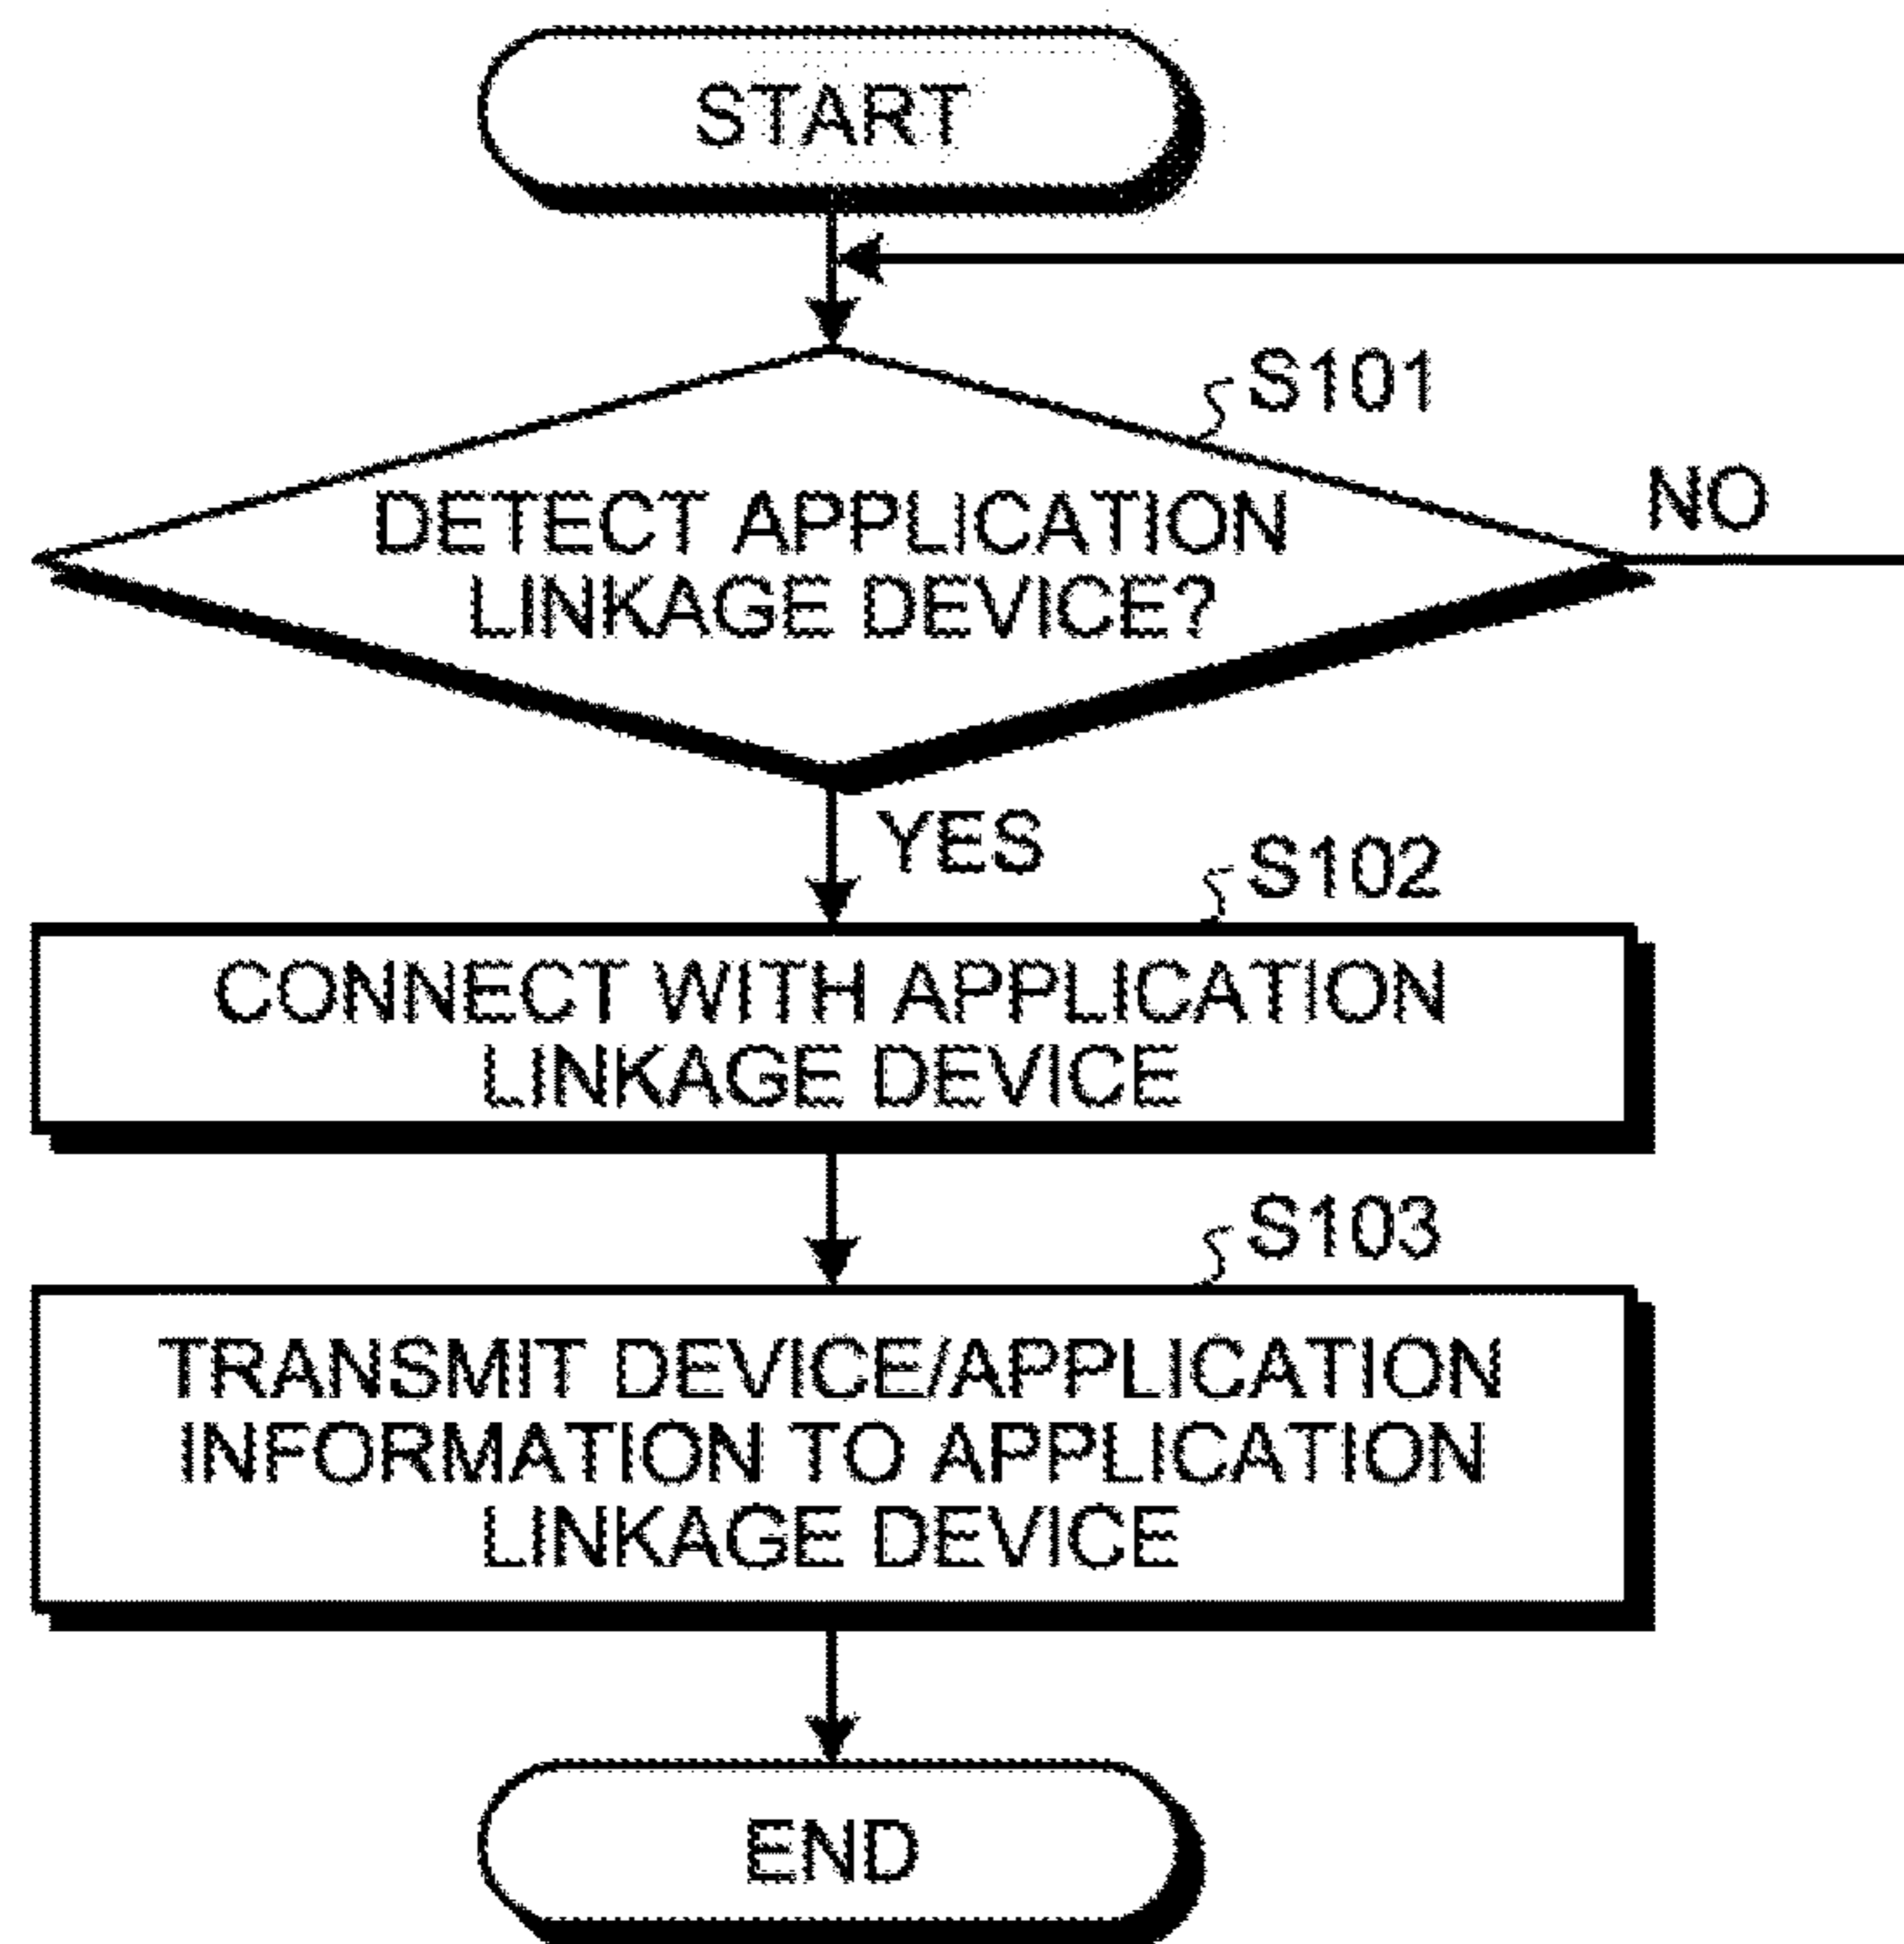 START
S101
DETECT APPLICATION
LINKAGE DEVICE?
NO
YES
S102
CONNECT WITH APPLICATION
LINKAGE DEVICE
S103
TRANSMIT DEVICE/APPLICATION
INFORMATION TO APPLICATION
LINKAGE DEVICE
END